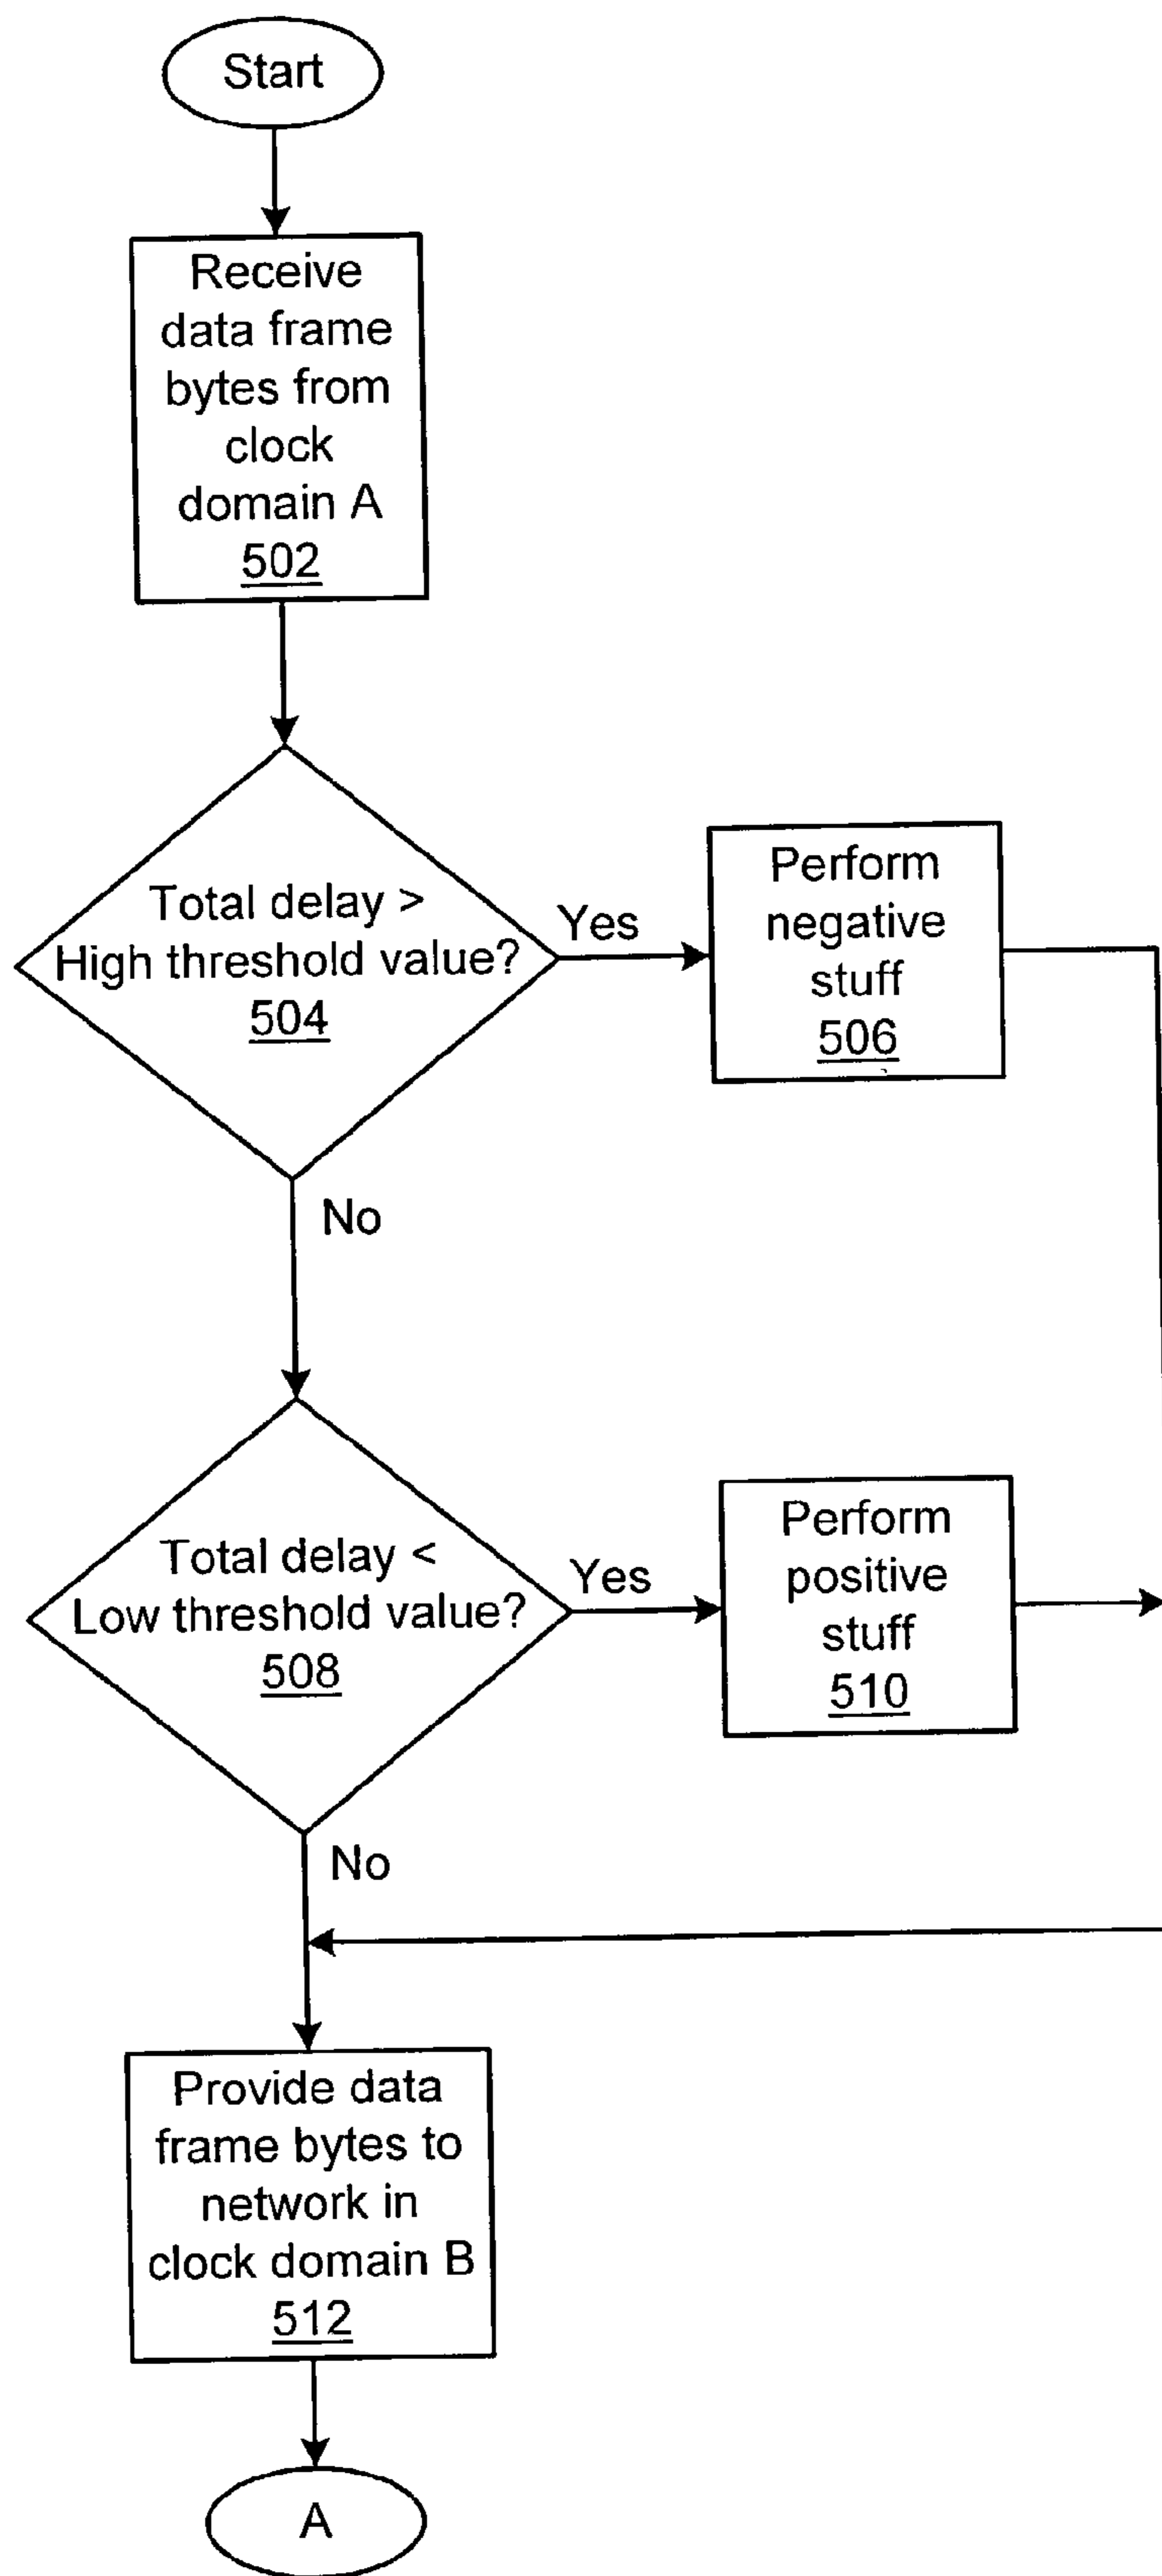 Start
Receive
data frame
bytes from
clock
domain A
502
Total delay >
High threshold value?
504
Yes
Perform
negative
stuff
506
No
Total delay <
Low threshold value?
508
Yes
Perform
positive
stuff
510
No
Provide data
frame bytes to
network in
clock domain B
512
A